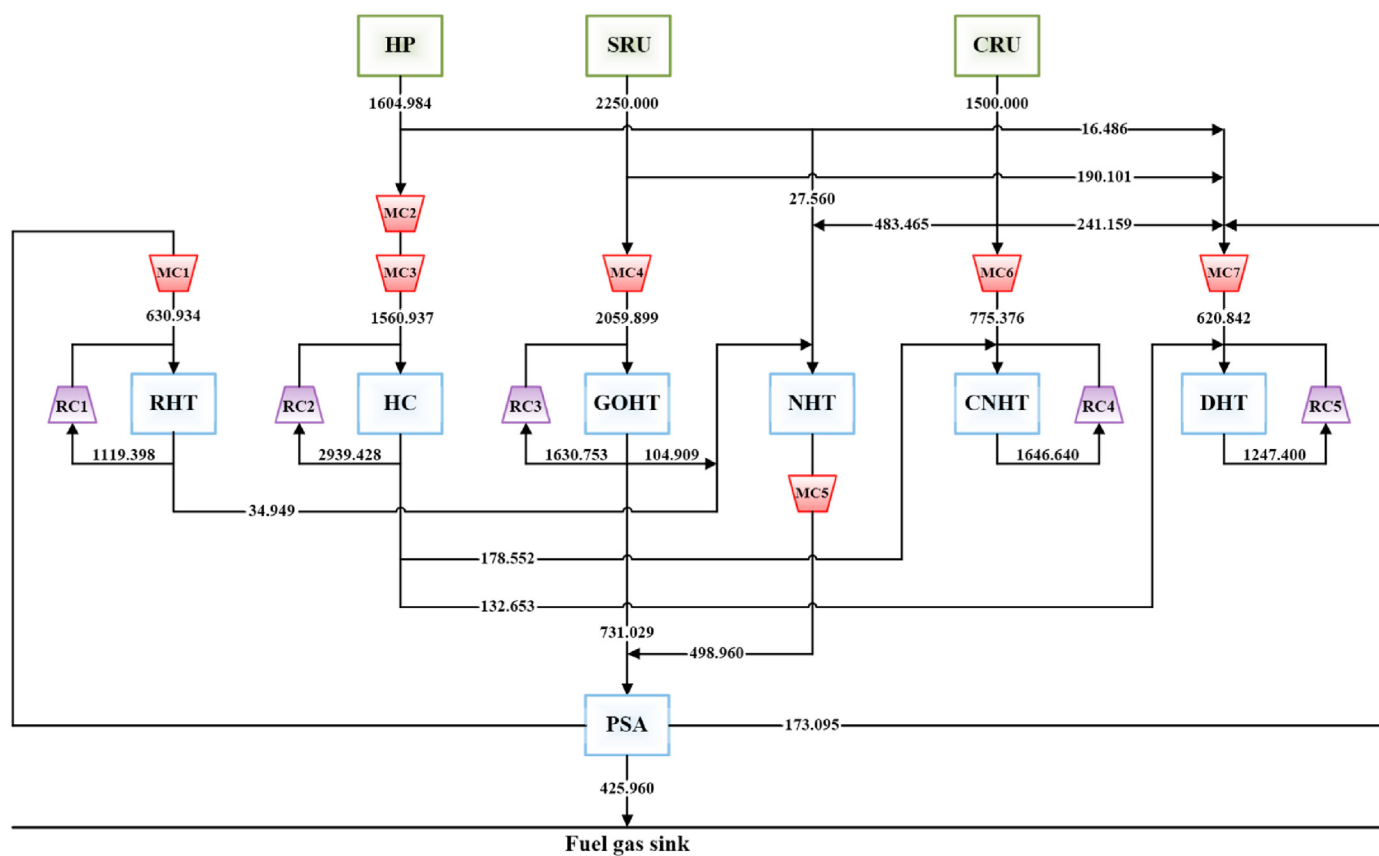 HP
SRU
CRU
1604.984
2250.000
1500.000
16.486
190.101
27.560
483.465
241.159
MC2
MC1
MC3
MC4
MC6
MC7
630.934
1560.937
2059.899
775.376
620.842
RC1
RHT
RC2
HC
RC3
GOHT
NHT
CNHT
RC4
DHT
RC5
1119.398
2939.428
1630.753
104.909
1646.640
1247.400
MC5
34.949
178.552
132.653
731.029
498.960
PSA
173.095
425.960
Fuel gas sink